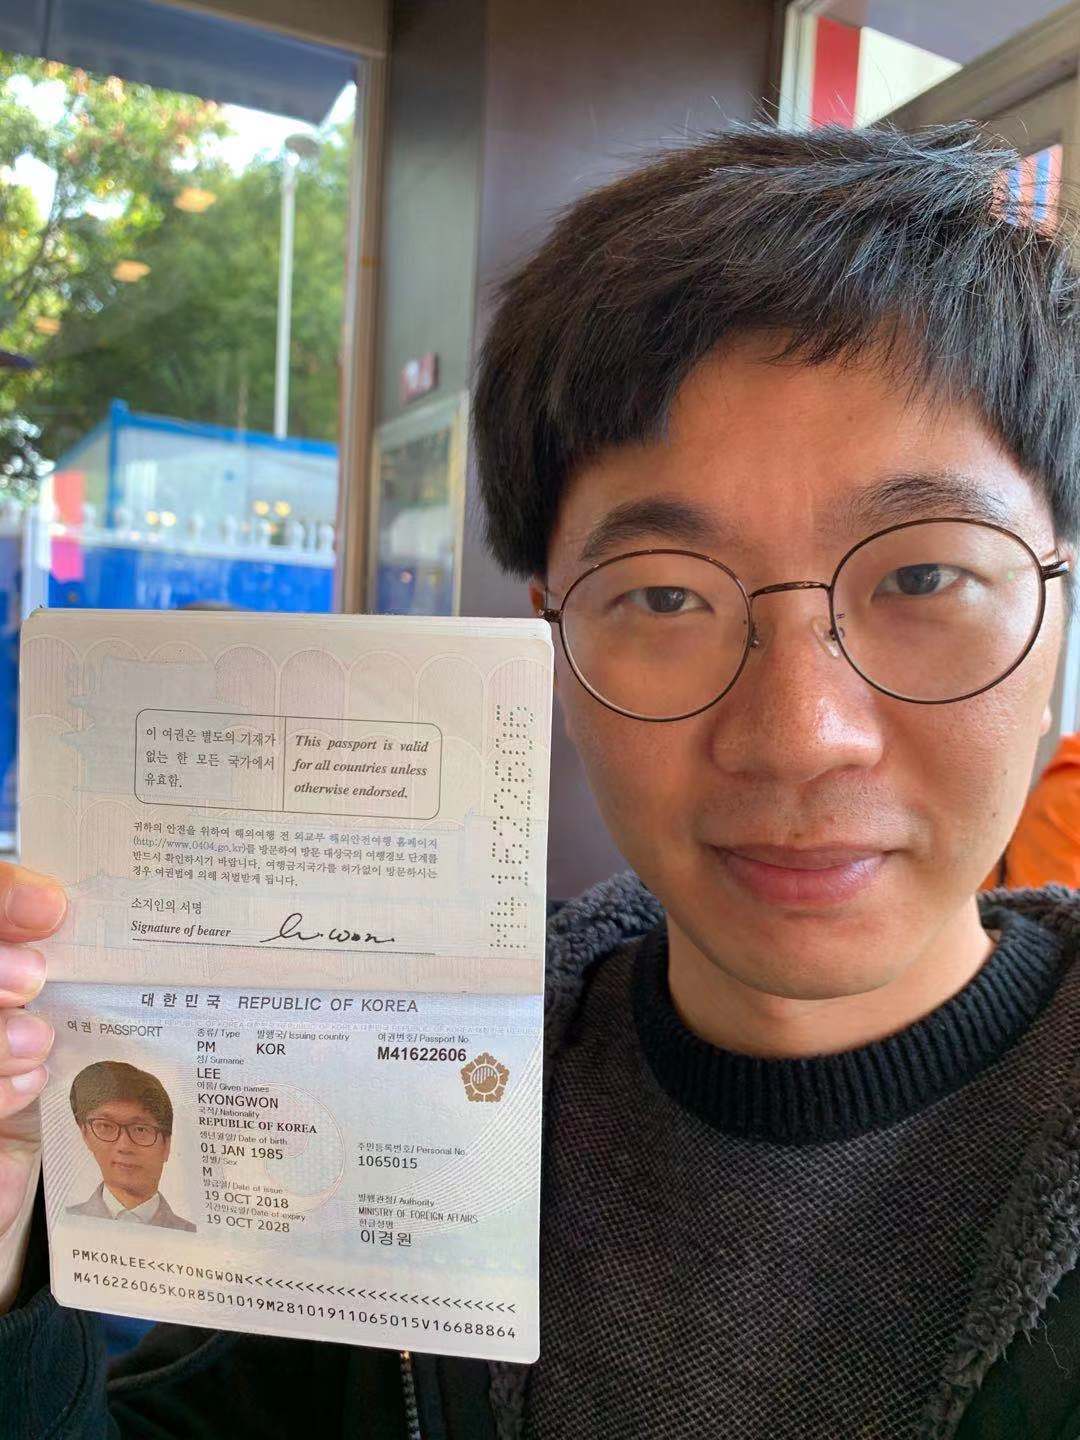 이 여권은 별도의 기재가
없는 한 모든 국가에서
유효함.
This passport is valid
for all countries unless
otherwise endorsed.
귀하의 안전을 위하여 해외여행 전 외교부 해외안전여행 홈페이지
(http://www.0404.go.kr)를 방문하여 방문 대상국의 여행경보 단계를
반드시 확인하시기 바랍니다. 여행금지국가를 허가없이 방문하시는
경우 여권법에 의해 처벌받게 됩니다.
소지인의 서명
Signature of bearer
대한민국 REPUBLIC OF KOREA
여권 PASSPORT
종류/ Type 발행국/ Issuing country 여권번호/ Passport No.
PM KOR M41622606
성/ Surname
LEE
이름/ Given names
KYONGWON
국적/ Nationality
REPUBLIC OF KOREA
생년월일/ Date of birth 주민등록번호/ Personal No.
01 JAN 1985 1065015
성별/ Sex
M
발급일/ Date of issue 발행관청/ Authority
19 OCT 2018 MINISTRY OF FOREIGN AFFAIRS
기간만료일/ Date of expiry 한글성명
19 OCT 2028 이경원
PMKORLEE<<KYONGWON<<<<<<<<<<<<<<<<<<<<<<<<<<
M416226065KOR8501019M28101911065015V16688864